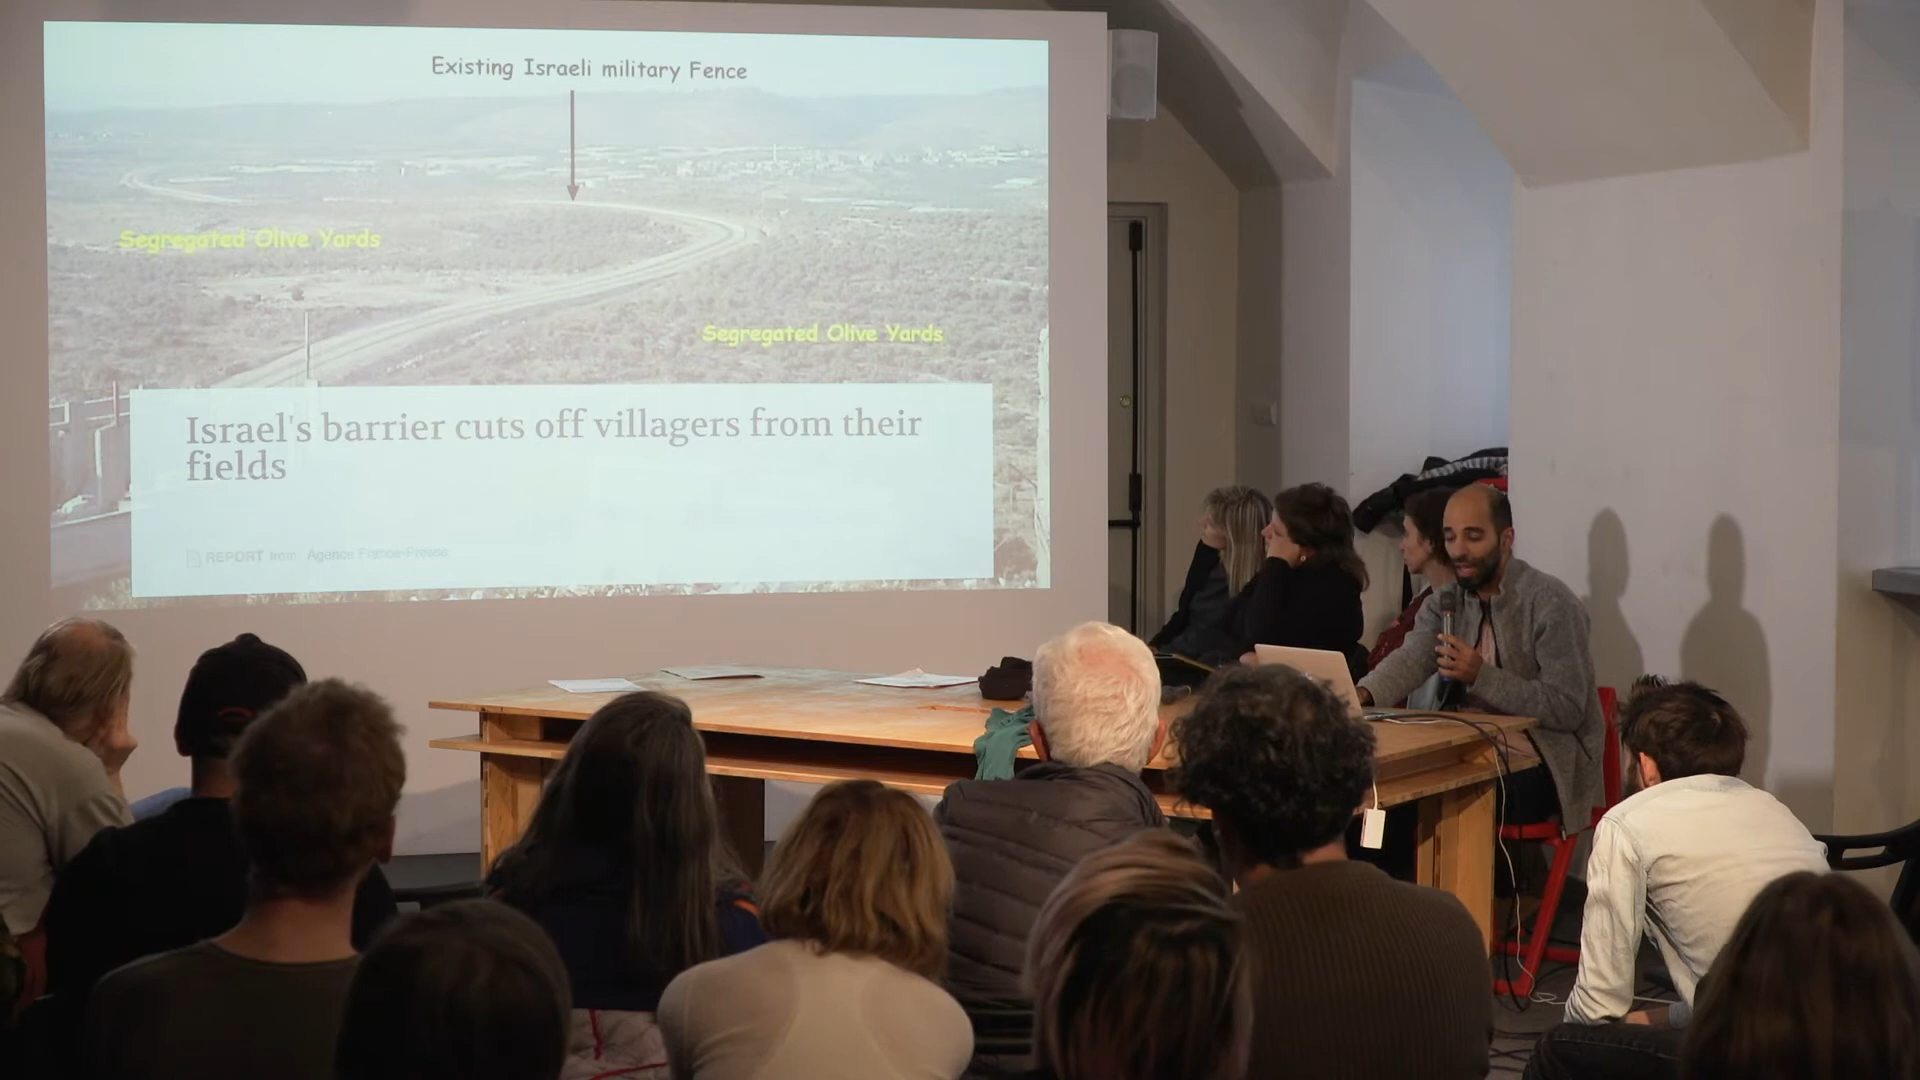 Existing Israeli military Fence
Segregated Olive Yards
Segregated Olive Yards
Israel's barrier cuts off villagers from their
fields
REPORT from Agence France-Presse